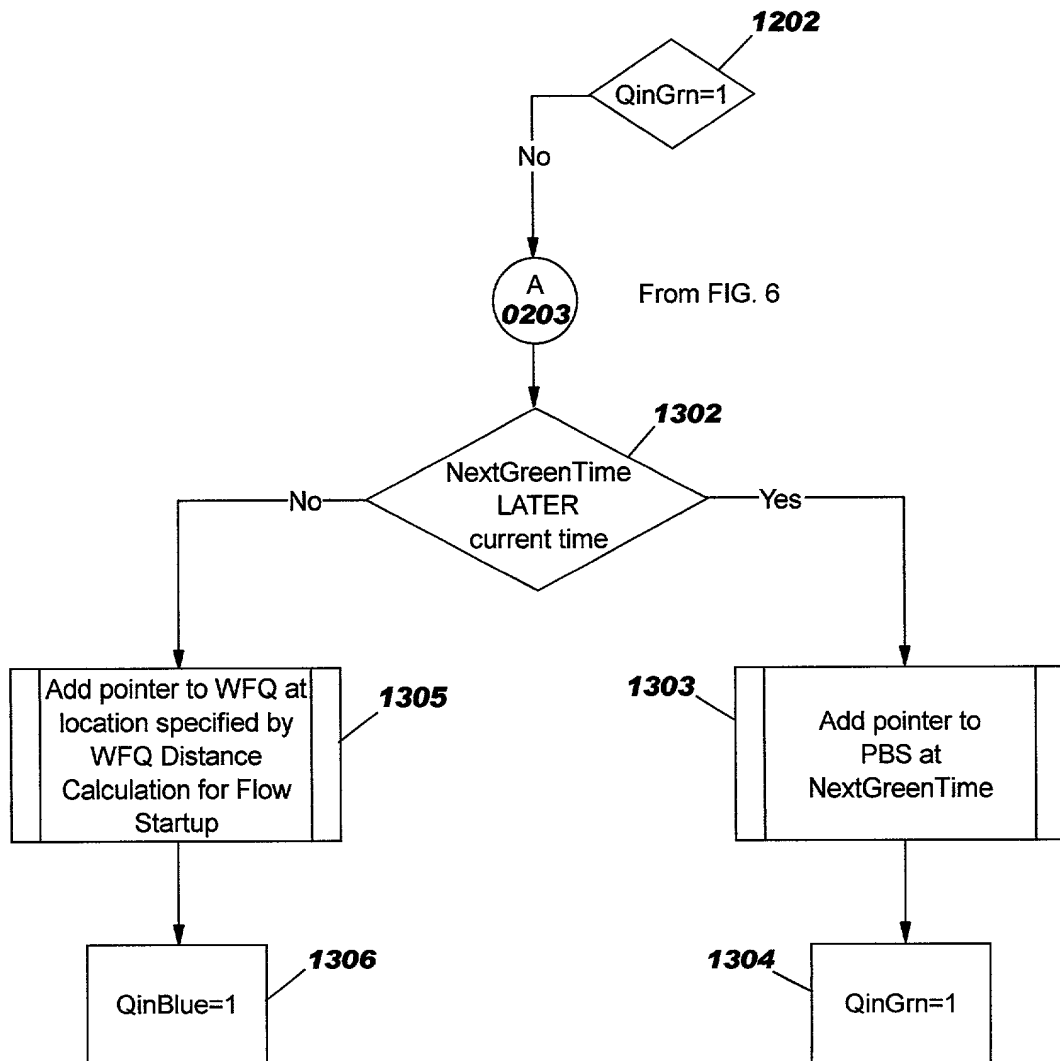 1202
QinGrn=1
No
A
0203
From FIG. 6
1302
NextGreenTime
LATER
current time
No
Yes
Add pointer to WFQ at
location specified by
WFQ Distance
Calculation for Flow
Startup
1305
1303
Add pointer to
PBS at
NextGreenTime
1306
QinBlue=1
1304
QinGrn=1